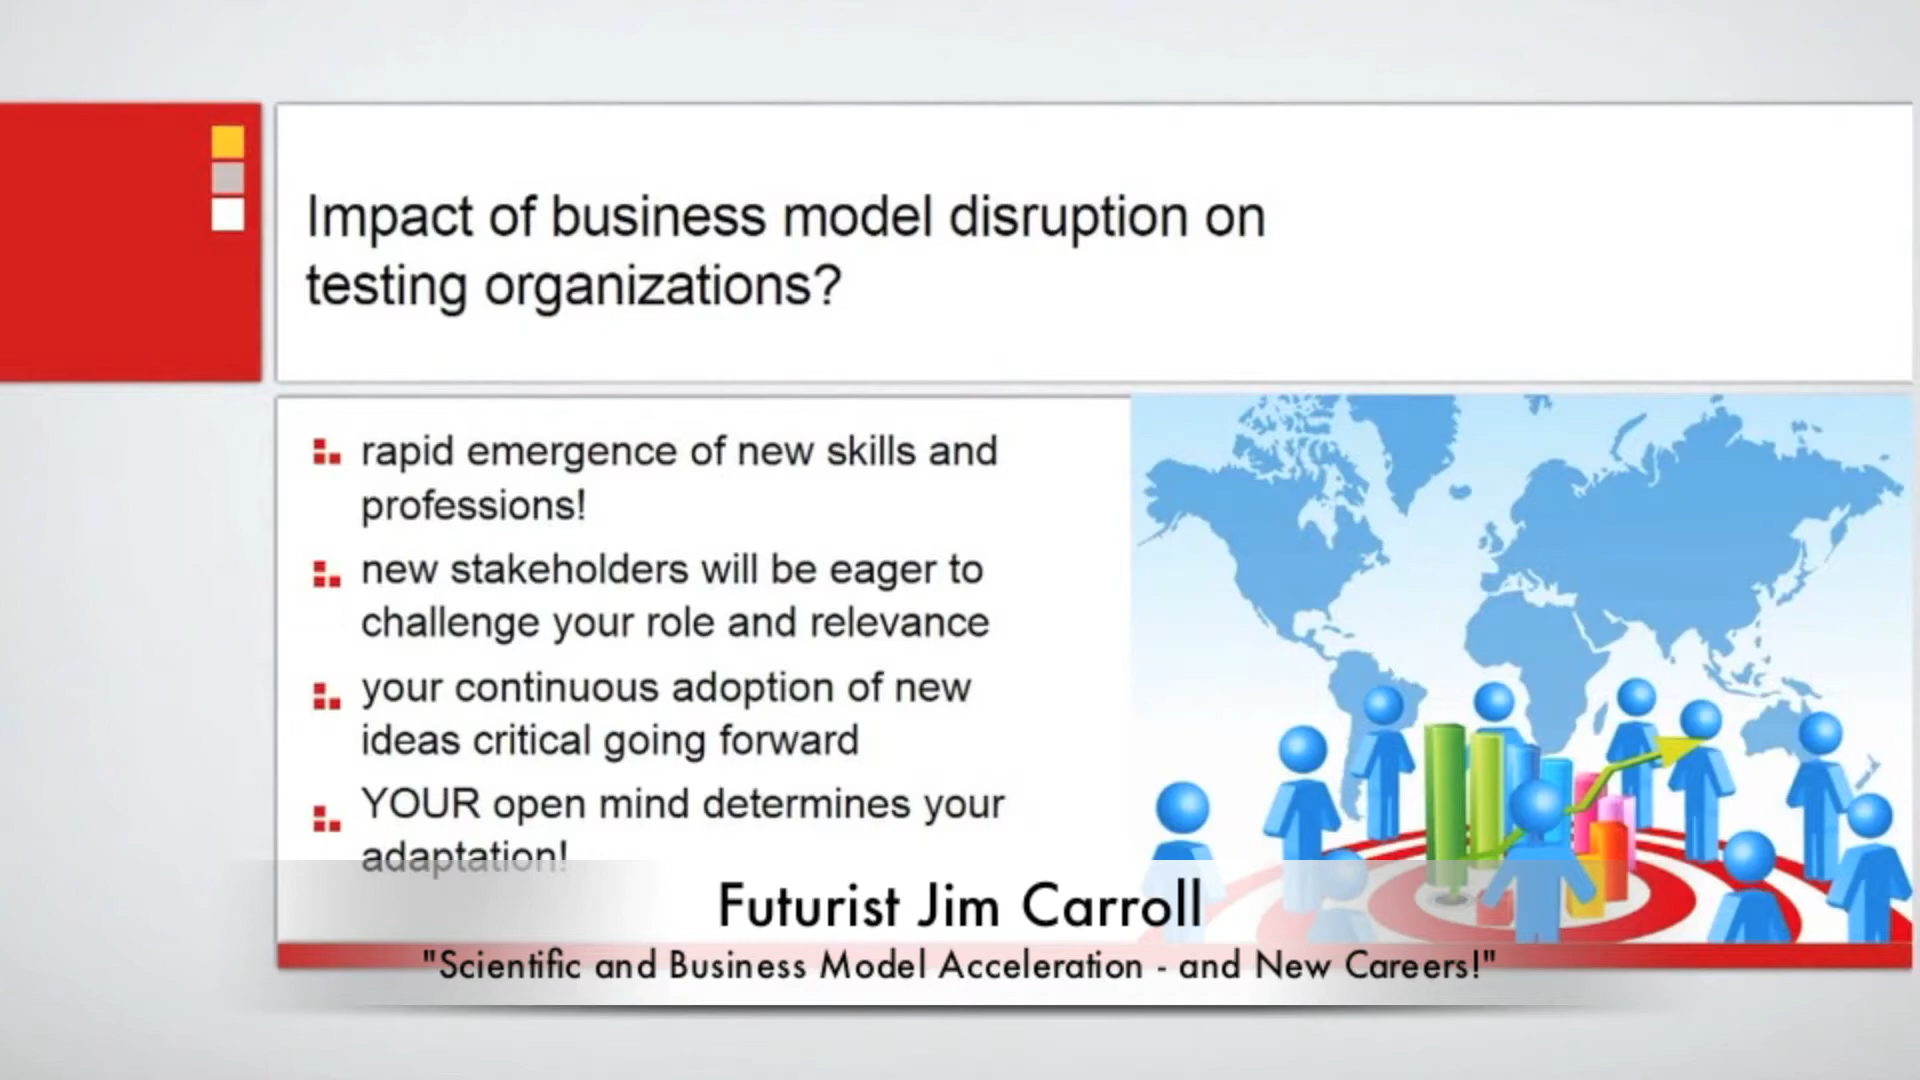 Impact of business model disruption on
testing organizations?
rapid emergence of new skills and
professions!
new stakeholders will be eager to
challenge your role and relevance
your continuous adoption of new
ideas critical going forward
YOUR open mind determines your
adaptation!
Futurist Jim Carroll
"Scientific and Business Model Acceleration - and New Careers!"